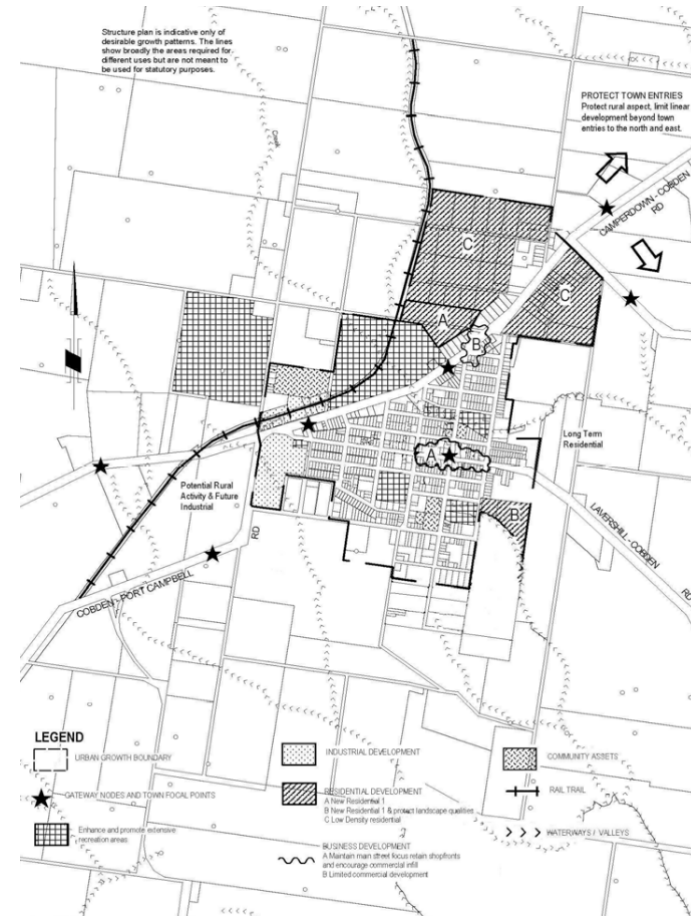 Structure plan is indicative only of
desirable growth patterns. The lines
show broadly the areas required for
different uses but are not meant to
be used for statutory purposes.
Creek
PROTECT TOWN ENTRIES
Protect rural aspect, limit linear
development beyond town
entries to the north and east.
CAMPERDOWN - COBDEN
RD
C
C
A
B
A
Long Term
Residential
Potential Rural
Activity & Future
Industrial
B
LAVERSHILL - COBDEN
RD
RD
COBDEN - PORT CAMPBELL
LEGEND
URBAN GROWTH BOUNDARY
GATEWAY NODES AND TOWN FOCAL POINTS
Enhance and promote extensive
recreation areas
INDUSTRIAL DEVELOPMENT
RESIDENTIAL DEVELOPMENT
A New Residential 1
B New Residential 1 & protect landscape qualities
C Low Density residential
BUSINESS DEVELOPMENT
A Maintain main street focus retain shopfronts
and encourage commercial infill
B Limited commercial development
COMMUNITY ASSETS
RAIL TRAIL
WATERWAYS / VALLEYS